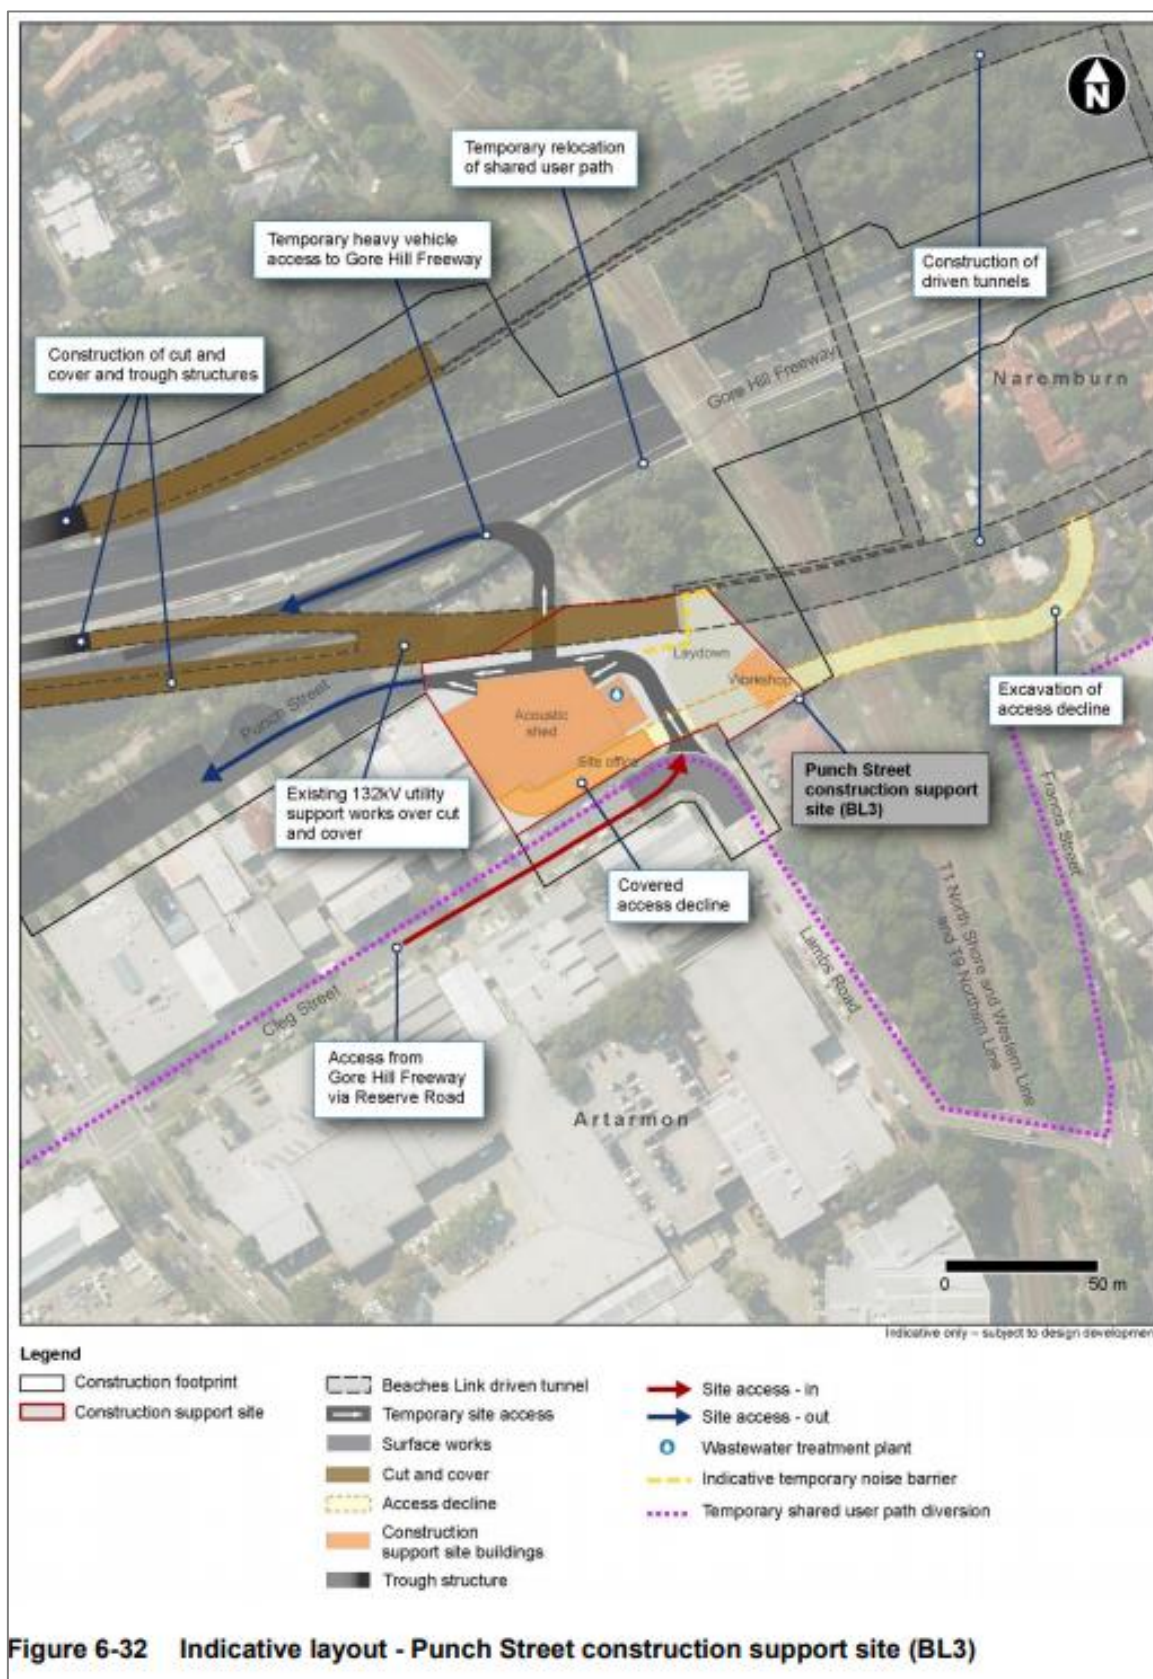 N
Temporary relocation
of shared user path
Temporary heavy vehicle
access to Gore Hill Freeway
Construction of
driven tunnels
Construction of cut and
cover and trough structures
Gore Hill Freeway
Naremburn
Laydown
Workshop
Punch Street
Acoustic
shed
Site office
Excavation of
access decline
Existing 132kV utility
support works over cut
and cover
Punch Street
construction support
site (BL3)
Francis Street
Covered
access decline
T1 North Shore and Western Line
and T9 Northern Line
Lambs Road
Cleg Street
Access from
Gore Hill Freeway
via Reserve Road
Artarmon
0 50 m
Indicative only – subject to design development
Legend
Construction footprint
Construction support site
Beaches Link driven tunnel
Temporary site access
Surface works
Cut and cover
Access decline
Construction
support site buildings
Trough structure
Site access - in
Site access - out
Wastewater treatment plant
Indicative temporary noise barrier
Temporary shared user path diversion
Figure 6-32 Indicative layout - Punch Street construction support site (BL3)